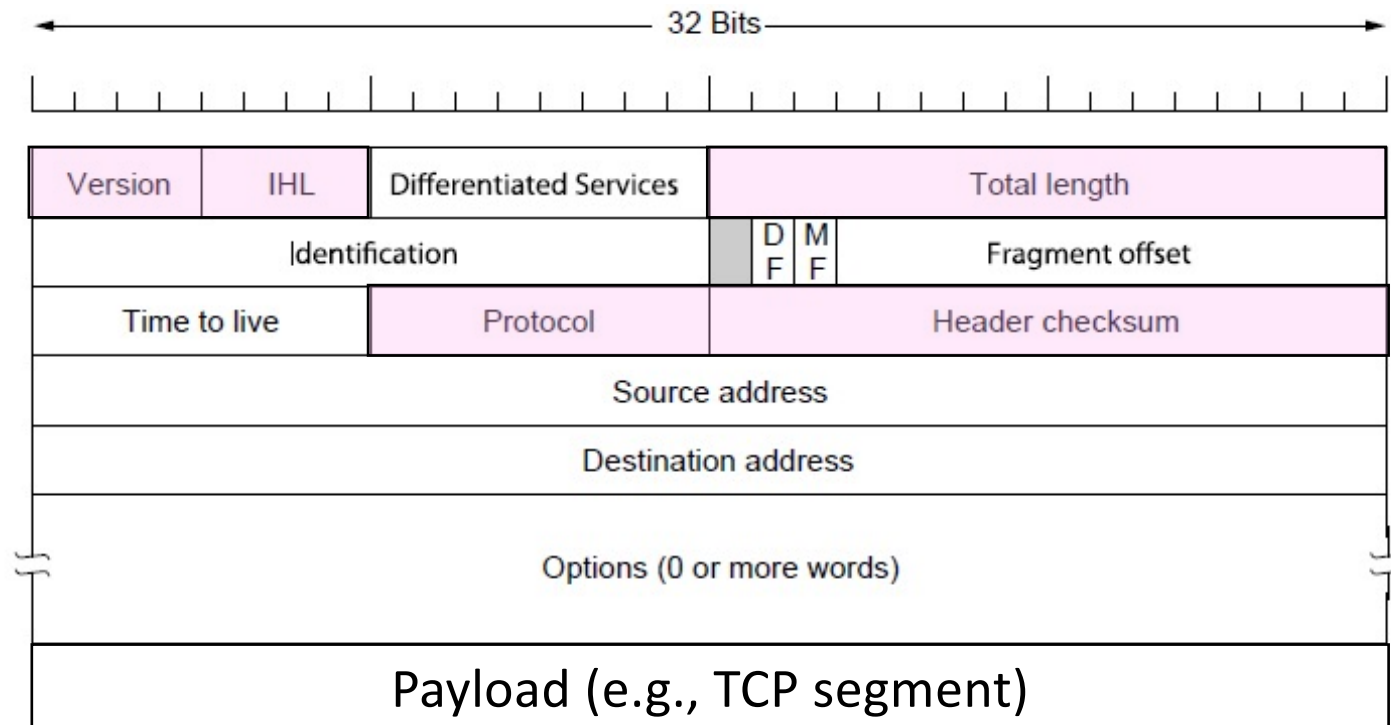 32 Bits
Version IHL Differentiated Services Total length
Identification D F M F Fragment offset
Time to live Protocol Header checksum
Source address
Destination address
Options (0 or more words)
Payload (e.g., TCP segment)